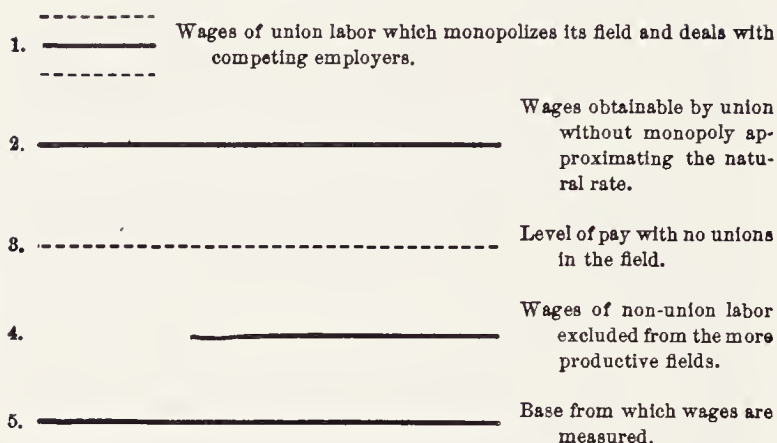 1. Wages of union labor which monopolizes its field and deals with
competing employers.
2. Wages obtainable by union
without monopoly ap-
proximating the natu-
ral rate.
3. Level of pay with no unions
in the field.
4. Wages of non-union labor
excluded from the more
productive fields.
5. Base from which wages are
measured.